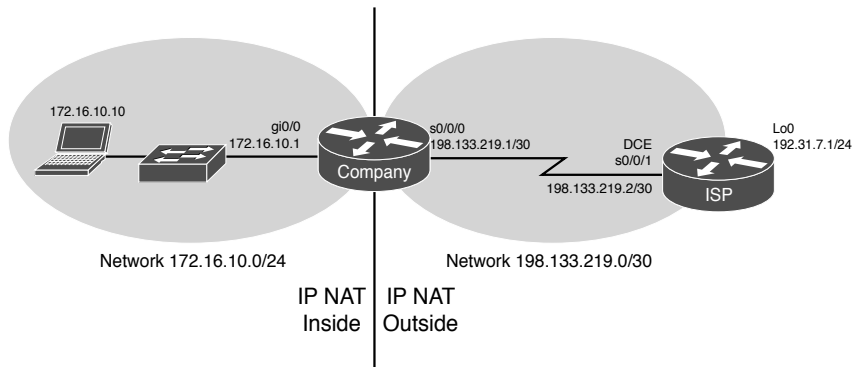 172.16.10.10
gi0/0
172.16.10.1
Company
s0/0/0
198.133.219.1/30
DCE
s0/0/1
198.133.219.2/30
Lo0
192.31.7.1/24
ISP
Network 172.16.10.0/24
Network 198.133.219.0/30
IP NAT
Inside
IP NAT
Outside